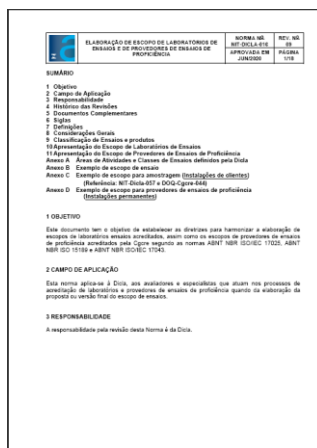 ELABORAÇÃO DE ESCOPO DE LABORATÓRIOS DE
ENSAIOS E DE PROVEDORES DE ENSAIOS DE
PROFICIÊNCIA
NORMA Nº
NIT-DICLA-016
REV. Nº
APROVADA EM
JUN/2020
PÁGINA
SUMÁRIO
1 Objetivo
2 Campo de Aplicação
3 Responsabilidade
4 Histórico das Revisões
5 Documentos Complementares
6 Siglas
7 Definições
8 Considerações Gerais
9 Classificação de Ensaios e produtos
10 Apresentação do Escopo de Laboratórios de Ensaios
11 Apresentação do Escopo de Provedores de Ensaios de Proficiência
Anexo A Áreas de Atividades e Classes de Ensaios definidos pela Dicla
Anexo B Exemplo de escopo de ensaio
Anexo C Exemplo de escopo para amostragem (Instalações de clientes)
(Referência: NIT-Dicla-057 e DOQ-Cgcre-044)
Anexo D Exemplo de escopo para provedores de ensaios de proficiência
(Instalações permanentes)
1 OBJETIVO
Este documento tem o objetivo de estabelecer as diretrizes para harmonizar a elaboração de
escopos de laboratórios ensaios acreditados, assim como os escopos de provedores de ensaios
de proficiência acreditados pela Cgcre segundo as normas ABNT NBR ISO/IEC 17025, ABNT
NBR ISO 15189 e ABNT NBR ISO/IEC 17043.
2 CAMPO DE APLICAÇÃO
Esta norma aplica-se à Dicla, aos avaliadores e especialistas que atuam nos processos de
acreditação de laboratórios e provedores de ensaios de proficiência quando da elaboração da
proposta ou versão final do escopo de ensaios.
3 RESPONSABILIDADE
A responsabilidade pela revisão desta Norma é da Dicla.